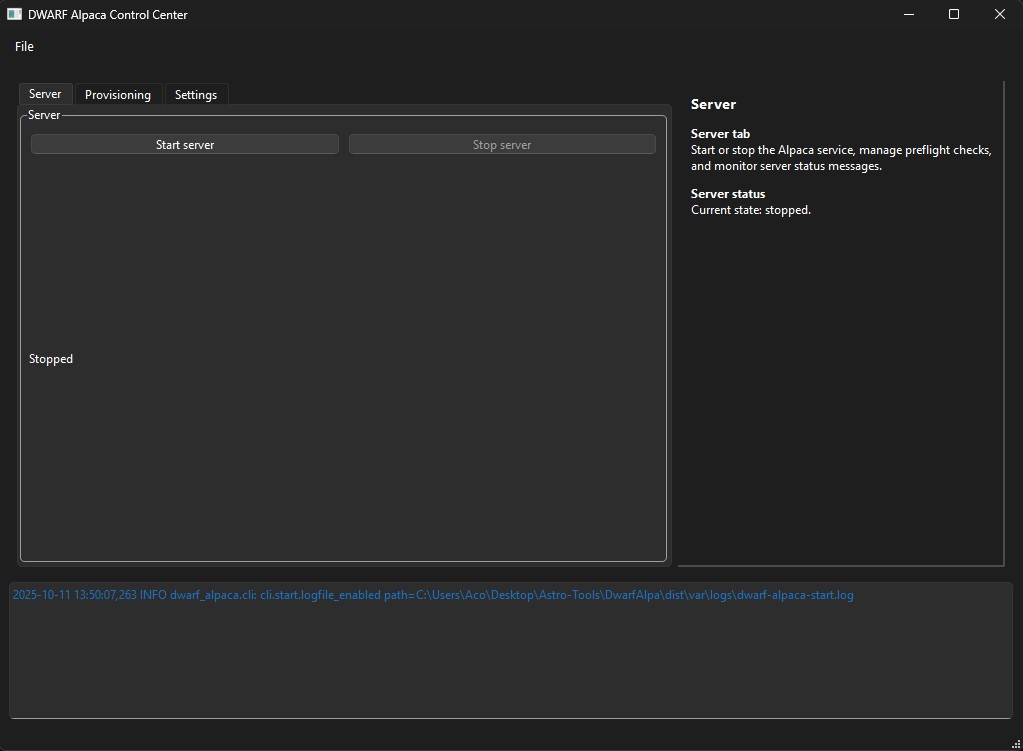 DWARF Alpaca Control Center
File
Server Provisioning Settings
Server
Start server Stop server
Stopped
Server
Server tab
Start or stop the Alpaca service, manage preflight checks,
and monitor server status messages.
Server status
Current state: stopped.
2025-10-11 13:50:07,263 INFO dwarf_alpaca.cli: cli.start.logfile_enabled path=C:\Users\Aco\Desktop\Astro-Tools\DwarfAlpa\dist\var\logs\dwarf-alpaca-start.log